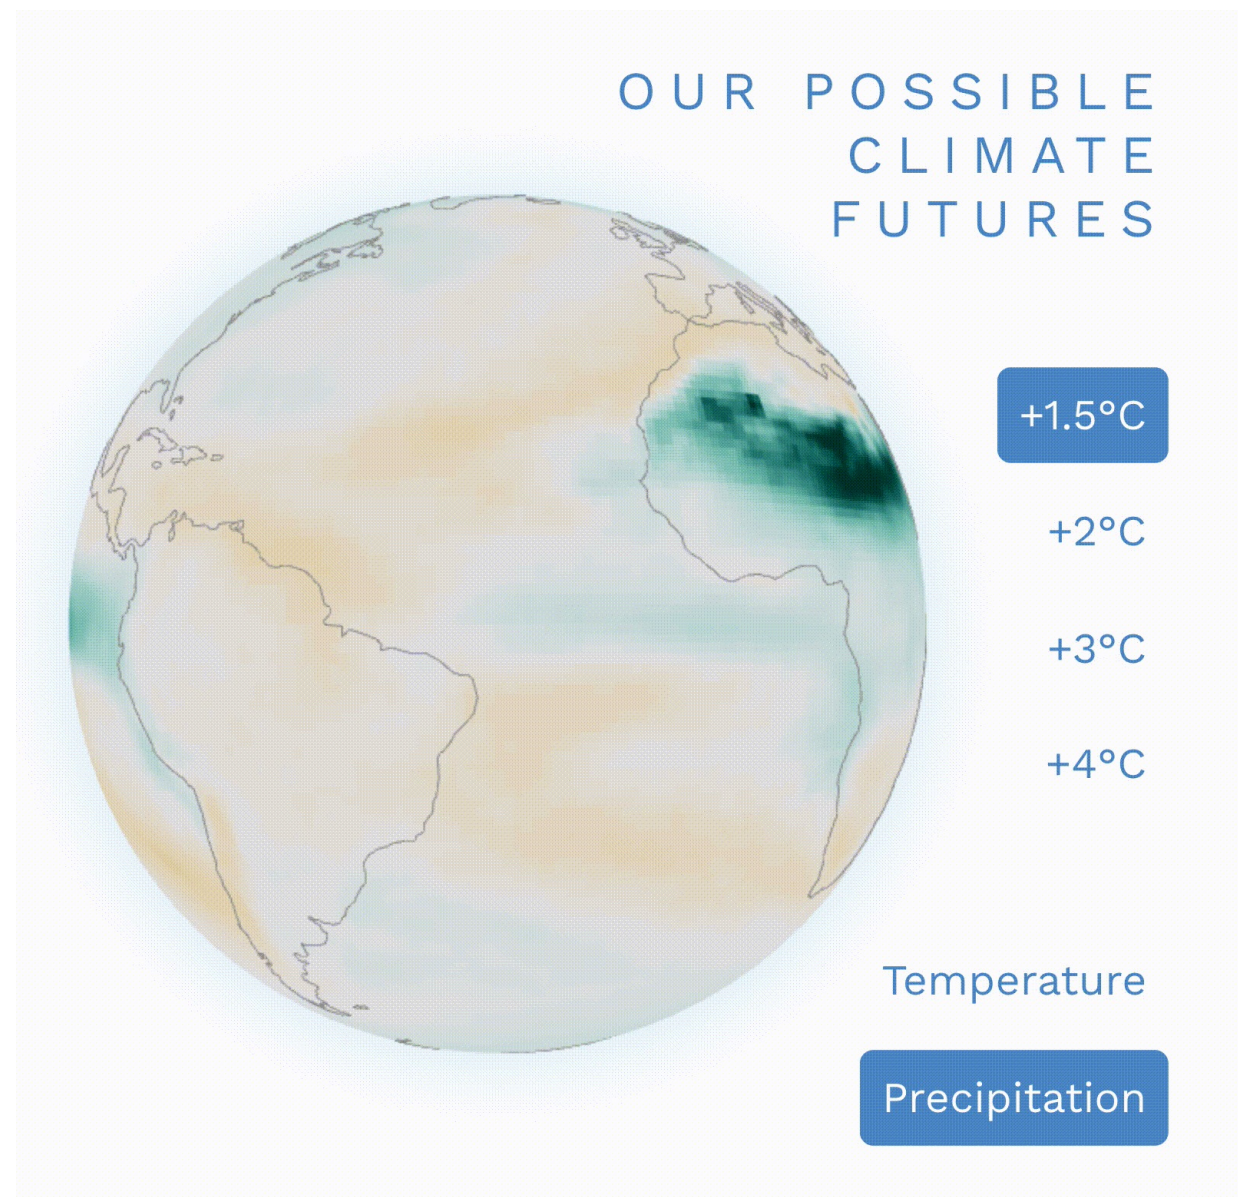 OUR POSSIBLE
CLIMATE
FUTURES
+1.5°C
+2°C
+3°C
+4°C
Temperature
Precipitation